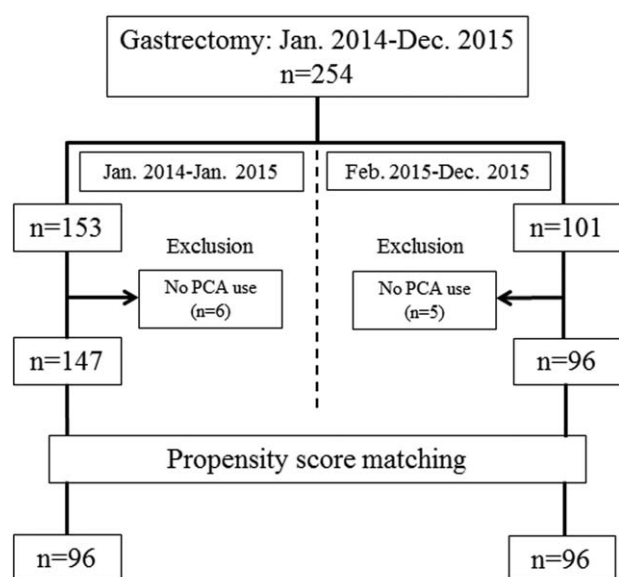 Gastrectomy: Jan. 2014-Dec. 2015
n=254
Jan. 2014-Jan. 2015
Feb. 2015-Dec. 2015
n=153
n=101
Exclusion
Exclusion
No PCA use
(n=6)
No PCA use
(n=5)
n=147
n=96
Propensity score matching
n=96
n=96